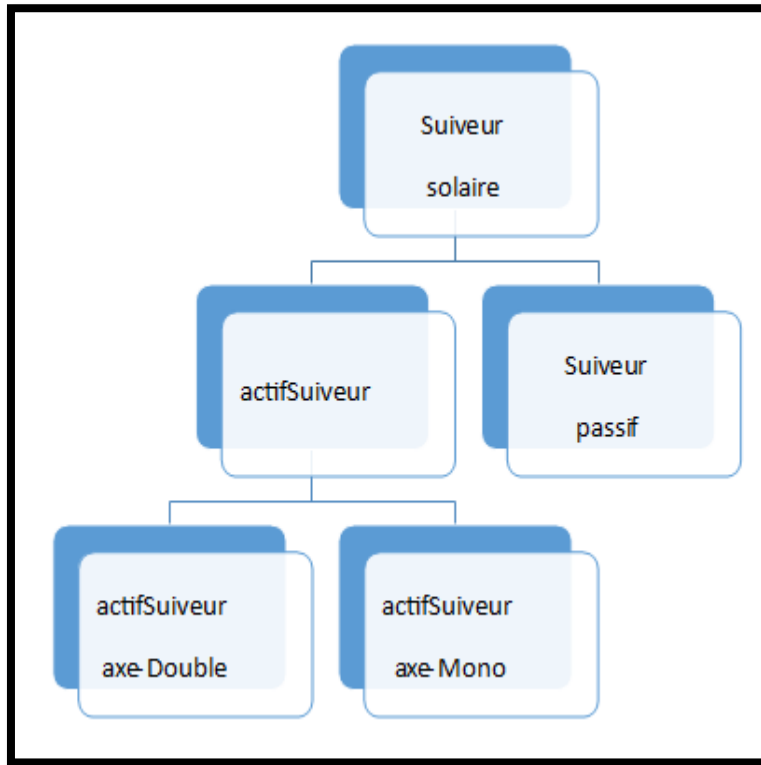 Suiveur
solaire
actifSuiveur
Suiveur
passif
actifSuiveur
axe-Double
actifSuiveur
axe-Mono